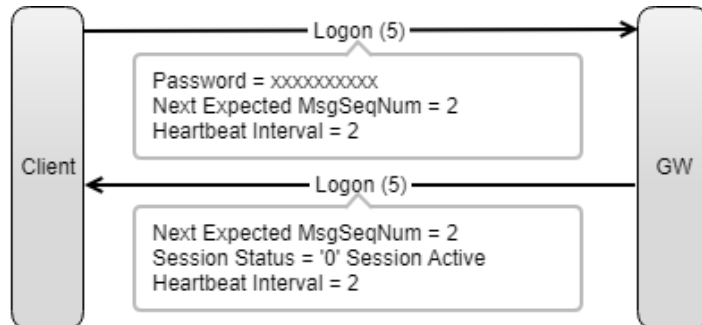 Logon (5)
Password = xxxxxxxxxx
Next Expected MsgSeqNum = 2
Heartbeat Interval = 2
Client
GW
Logon (5)
Next Expected MsgSeqNum = 2
Session Status = '0' Session Active
Heartbeat Interval = 2